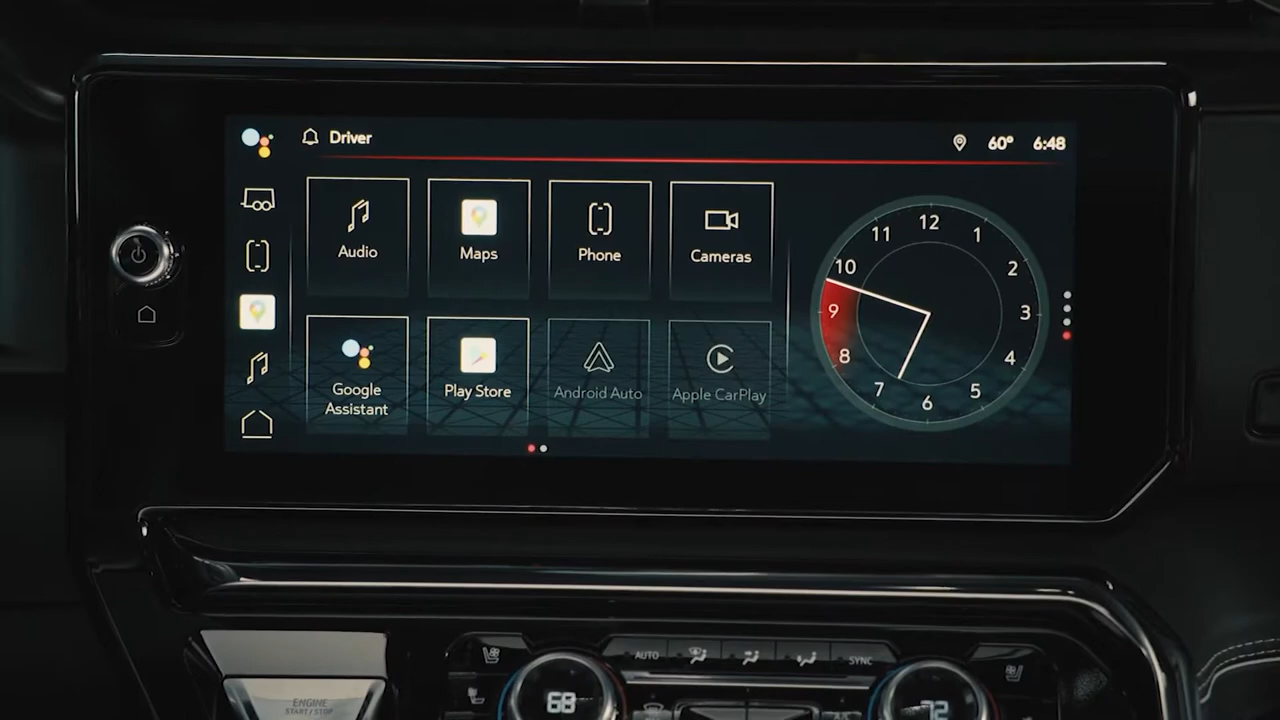 Driver
60° 6:48
Audio
Maps
Phone
Cameras
Google
Assistant
Play Store
Android Auto
Apple CarPlay
12
1
2
3
4
5
6
7
8
9
10
11
AUTO
SYNC
ENGINE
START/STOP
68
72